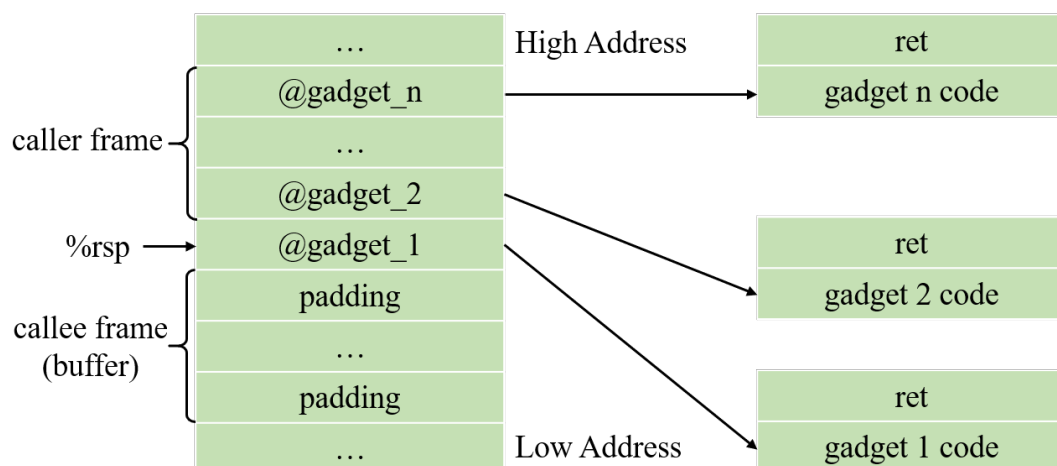 …
High Address
ret
@gadget_n
gadget n code
caller frame
…
@gadget_2
%rsp
@gadget_1
ret
padding
gadget 2 code
callee frame
(buffer)
…
padding
ret
…
Low Address
gadget 1 code